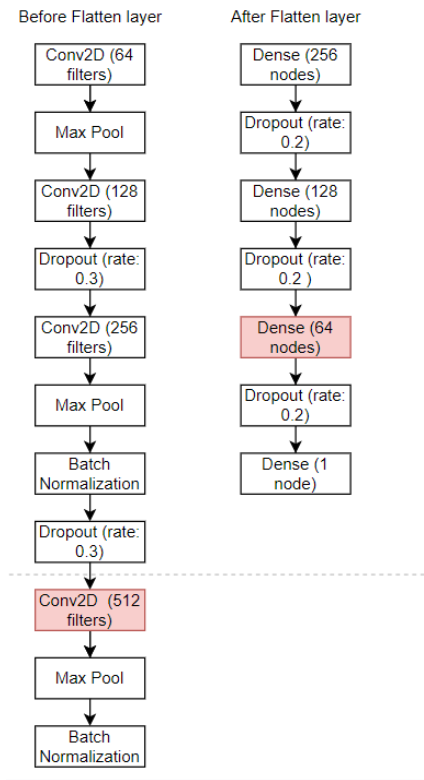 Before Flatten layer
Conv2D (64
filters)
Max Pool
Conv2D (128
filters)
Dropout (rate:
0.3)
Conv2D (256
filters)
Max Pool
Batch
Normalization
Dropout (rate:
0.3)
Conv2D (512
filters)
Max Pool
Batch
Normalization
After Flatten layer
Dense (256
nodes)
Dropout (rate:
0.2)
Dense (128
nodes)
Dropout (rate:
0.2 )
Dense (64
nodes)
Dropout (rate:
0.2)
Dense (1
node)